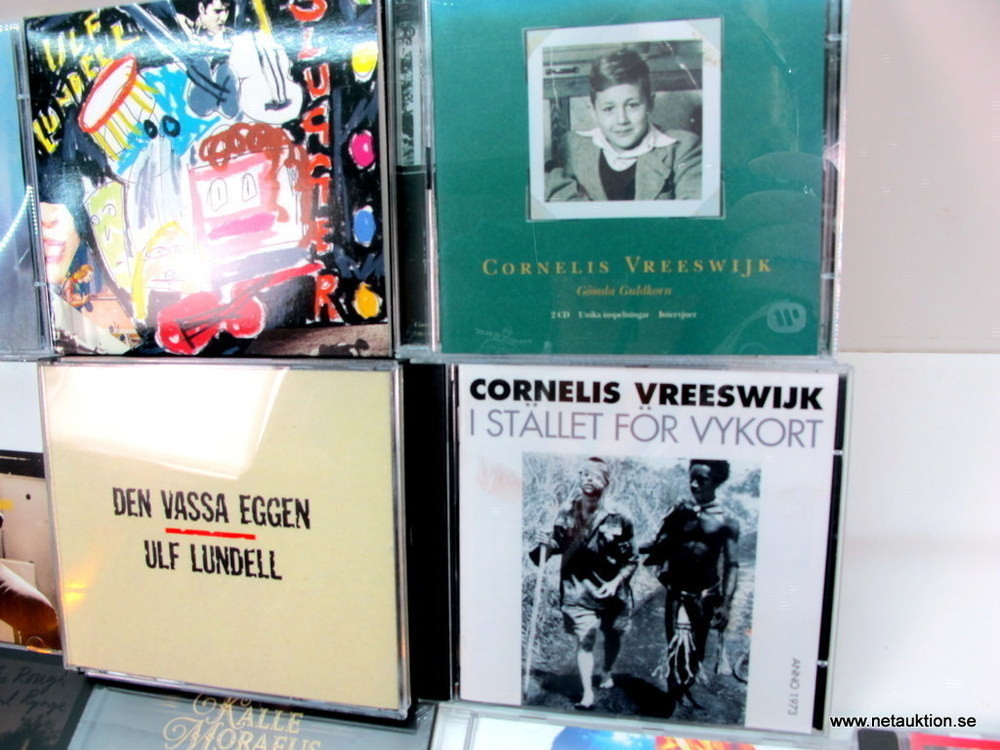 ULF
LUNDELL
SLUGGER
CORNELIS VREESWIJK
Gömda Guldkorn
2 CD Unika inspelningar Intervjuer
DEN VASSA EGGEN
ULF LUNDELL
CORNELIS VREESWIJK
I STÄLLET FÖR VYKORT
ANNO 1973
KALLE
MORAEUS
www.netauktion.se